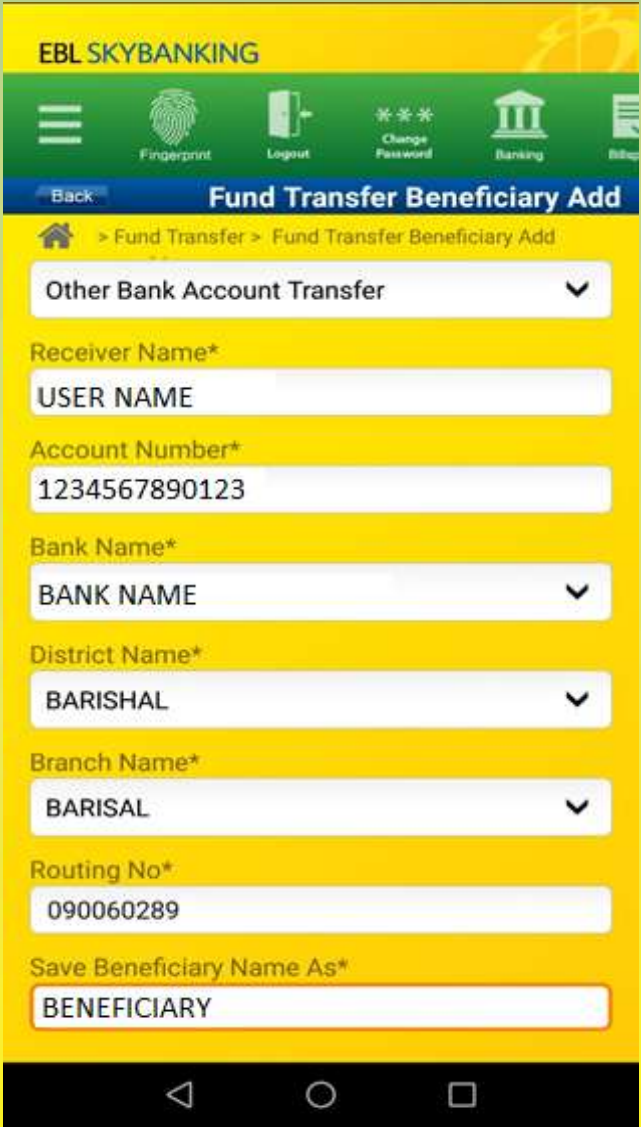 EBL SKYBANKING
Fingerprint
Logout
***
Change
Password
Banking
Back
Fund Transfer Beneficiary Add
> Fund Transfer > Fund Transfer Beneficiary Add
Other Bank Account Transfer
Receiver Name*
USER NAME
Account Number*
1234567890123
Bank Name*
BANK NAME
District Name*
BARISHAL
Branch Name*
BARISAL
Routing No*
090060289
Save Beneficiary Name As*
BENEFICIARY